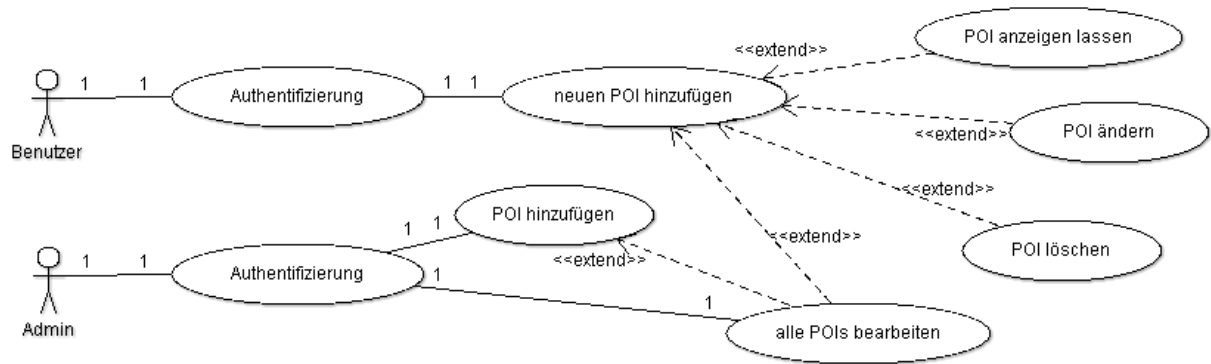 POI anzeigen lassen
<<extend>>
1 1
Authentifizierung
1 1
neuen POI hinzufügen
<<extend>>
POI ändern
Benutzer
<<extend>>
POI hinzufügen
1 1
<<extend>>
POI löschen
<<extend>>
1 1
Authentifizierung
1
1
alle POIs bearbeiten
Admin